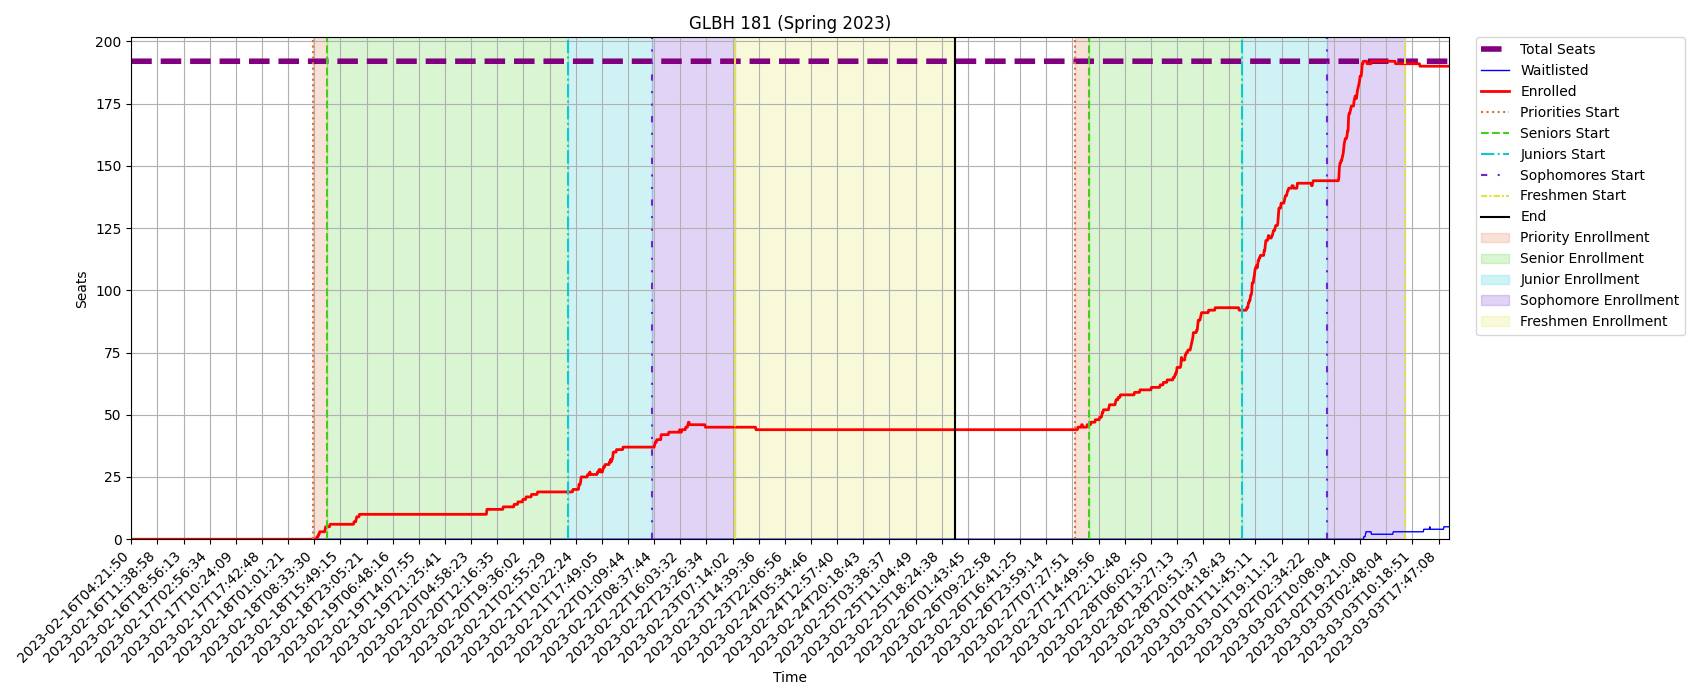 GLBH 181 (Spring 2023)
Seats
200
175
150
125
100
75
50
25
0
2023-02-16T04:21:50
2023-02-16T11:38:58
2023-02-16T18:56:13
2023-02-17T02:56:34
2023-02-17T10:24:09
2023-02-17T17:42:48
2023-02-18T01:01:21
2023-02-18T08:33:30
2023-02-18T15:49:15
2023-02-18T23:05:21
2023-02-19T06:48:16
2023-02-19T14:07:55
2023-02-19T21:25:41
2023-02-20T04:58:23
2023-02-20T12:16:35
2023-02-20T19:36:02
2023-02-21T02:55:29
2023-02-21T10:22:24
2023-02-21T17:49:05
2023-02-22T01:09:44
2023-02-22T08:37:44
2023-02-22T16:03:32
2023-02-22T23:26:34
2023-02-23T07:14:02
2023-02-23T14:39:36
2023-02-23T22:06:56
2023-02-24T05:34:46
2023-02-24T12:57:40
2023-02-24T20:18:43
2023-02-25T03:38:37
2023-02-25T11:04:49
2023-02-25T18:24:38
2023-02-26T01:43:45
2023-02-26T09:22:58
2023-02-26T16:41:25
2023-02-26T23:59:14
2023-02-27T07:27:51
2023-02-27T14:49:56
2023-02-27T22:12:48
2023-02-28T06:02:50
2023-02-28T13:27:13
2023-02-28T20:51:37
2023-03-01T04:18:43
2023-03-01T11:45:11
2023-03-01T19:11:12
2023-03-02T02:34:22
2023-03-02T10:08:04
2023-03-02T19:21:00
2023-03-03T02:48:04
2023-03-03T10:18:51
2023-03-03T17:47:08
Time
Total Seats
Waitlisted
Enrolled
Priorities Start
Seniors Start
Juniors Start
Sophomores Start
Freshmen Start
End
Priority Enrollment
Senior Enrollment
Junior Enrollment
Sophomore Enrollment
Freshmen Enrollment